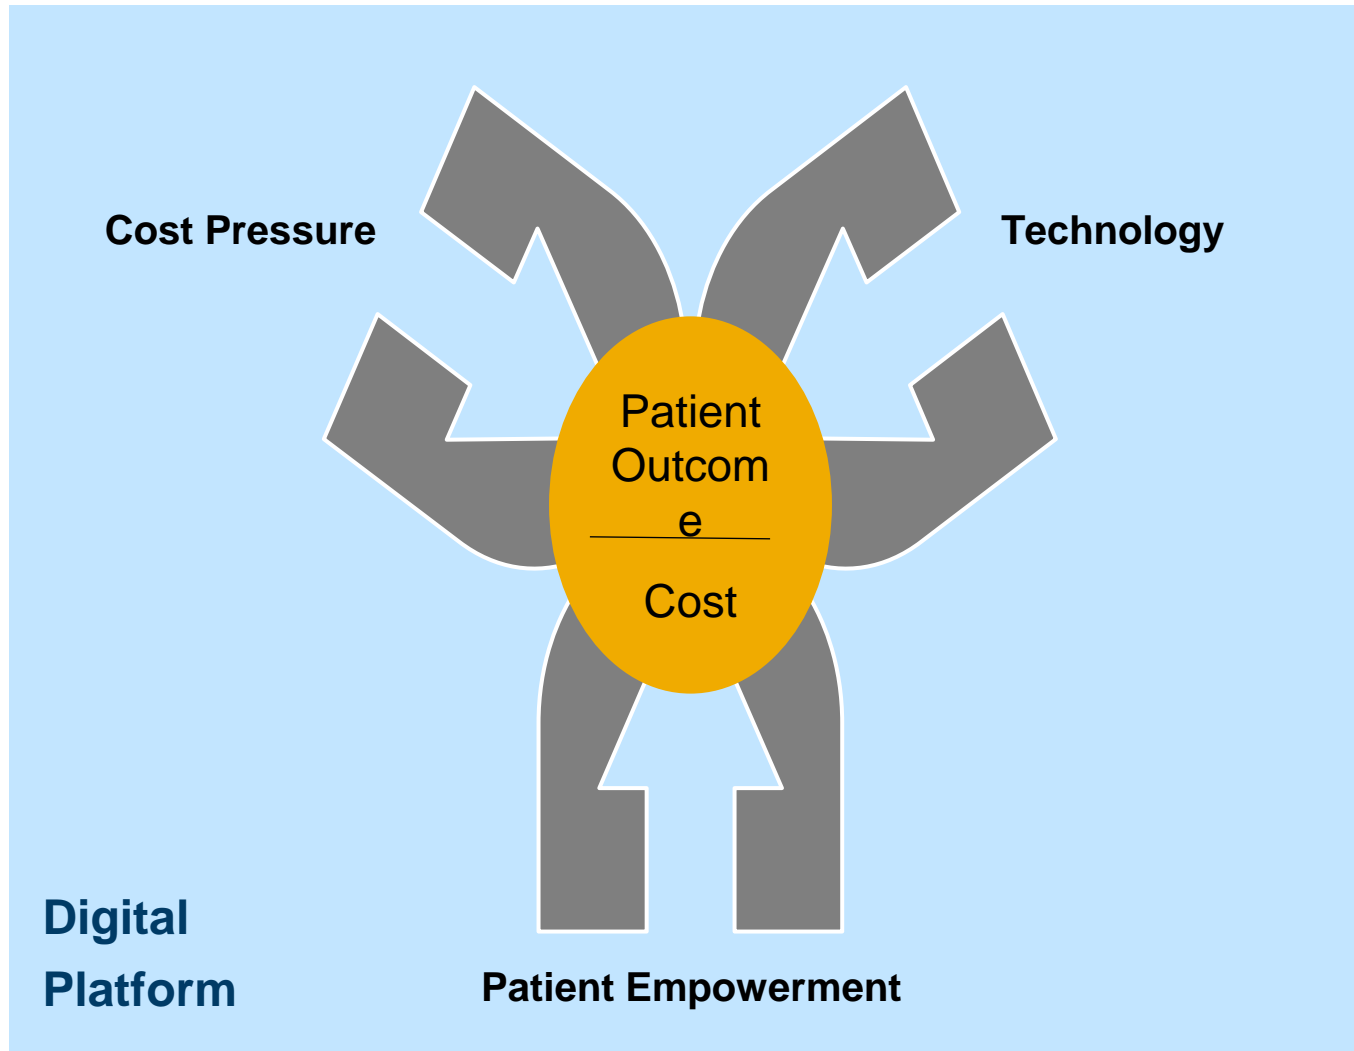 Cost Pressure
Technology
Patient
Outcom
e
Cost
Digital
Platform
Patient Empowerment